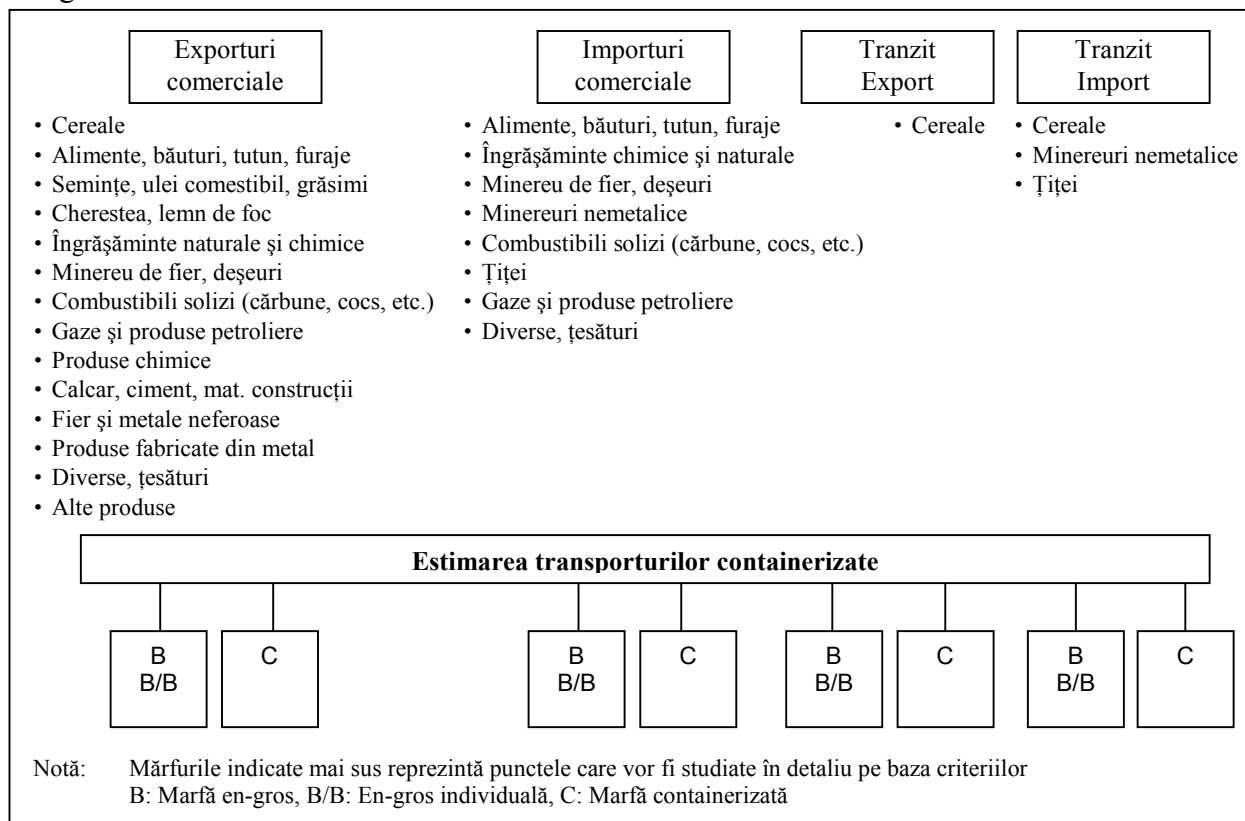 Exporturi
comerciale
Importuri
comerciale
Tranzit
Export
Tranzit
Import
• Cereale
• Alimente, băuturi, tutun, furaje
• Seminţe, ulei comestibil, grăsimi
• Cherestea, lemn de foc
• Îngrăşăminte naturale şi chimice
• Minereu de fier, deşeuri
• Combustibili solizi (cărbune, cocs, etc.)
• Gaze şi produse petroliere
• Produse chimice
• Calcar, ciment, mat. construcţii
• Fier şi metale neferoase
• Produse fabricate din metal
• Diverse, ţesături
• Alte produse
• Alimente, băuturi, tutun, furaje
• Îngrăşăminte chimice şi naturale
• Minereu de fier, deşeuri
• Minereuri nemetalice
• Combustibili solizi (cărbune, cocs, etc.)
• Ţiţei
• Gaze şi produse petroliere
• Diverse, ţesături
• Cereale
• Cereale
• Minereuri nemetalice
• Ţiţei
Estimarea transporturilor containerizate
B
B/B
C
B
B/B
C
B
B/B
C
B
B/B
C
Notă: Mărfurile indicate mai sus reprezintă punctele care vor fi studiate în detaliu pe baza criteriilor
B: Marfă en-gros, B/B: En-gros individuală, C: Marfă containerizată